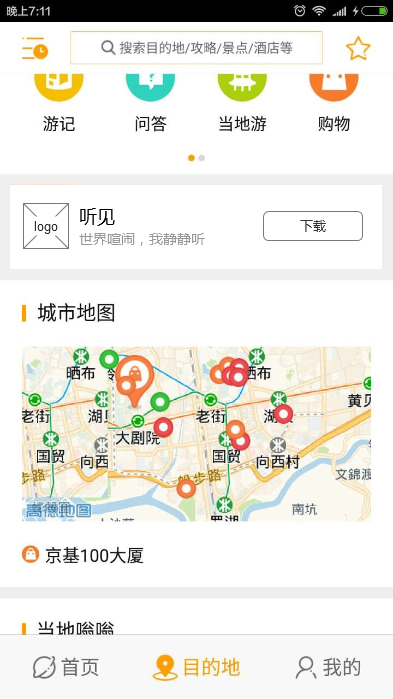 晚上7:11
搜索目的地/攻略/景点/酒店等
游记 问答 当地游 购物
logo
听见
世界喧闹，我静静听
下载
城市地图
晒布 晒布
老街 湖贝 老街 湖 黄贝
大剧院
国贸 向西 国贸 向西村
步路 文錦渡
南坑
高德地图
京基100大厦
当地嗡嗡
首页 目的地 我的